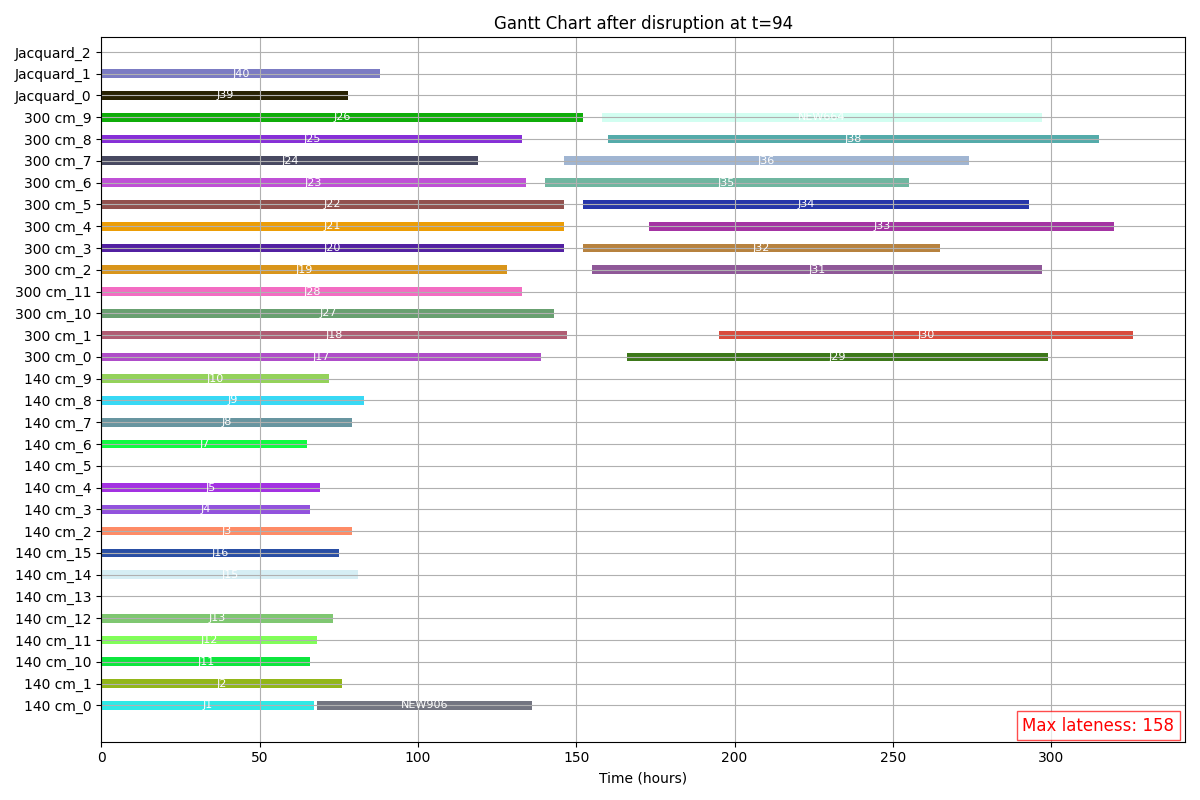 Gantt Chart after disruption at t=94
Jacquard_2
Jacquard_1 J40
Jacquard_0 J39
300 cm_9 J26
300 cm_8 J25 J38
300 cm_7 J24 J36
300 cm_6 J23 J35
300 cm_5 J22 J34
300 cm_4 J21 J33
300 cm_3 J20 J32
300 cm_2 J19 J31
300 cm_11 J28
300 cm_10 J27
300 cm_1 J18 J30
300 cm_0 J17 J29
140 cm_9 J10
140 cm_8 J9
140 cm_7 J8
140 cm_6 J7
140 cm_5
140 cm_4 J5
140 cm_3 J4
140 cm_2 J3
140 cm_15 J16
140 cm_14 J15
140 cm_13
140 cm_12 J13
140 cm_11 J12
140 cm_10 J11
140 cm_1 J2
140 cm_0 J1 NEW906
Max lateness: 158
0 50 100 150 200 250 300
Time (hours)